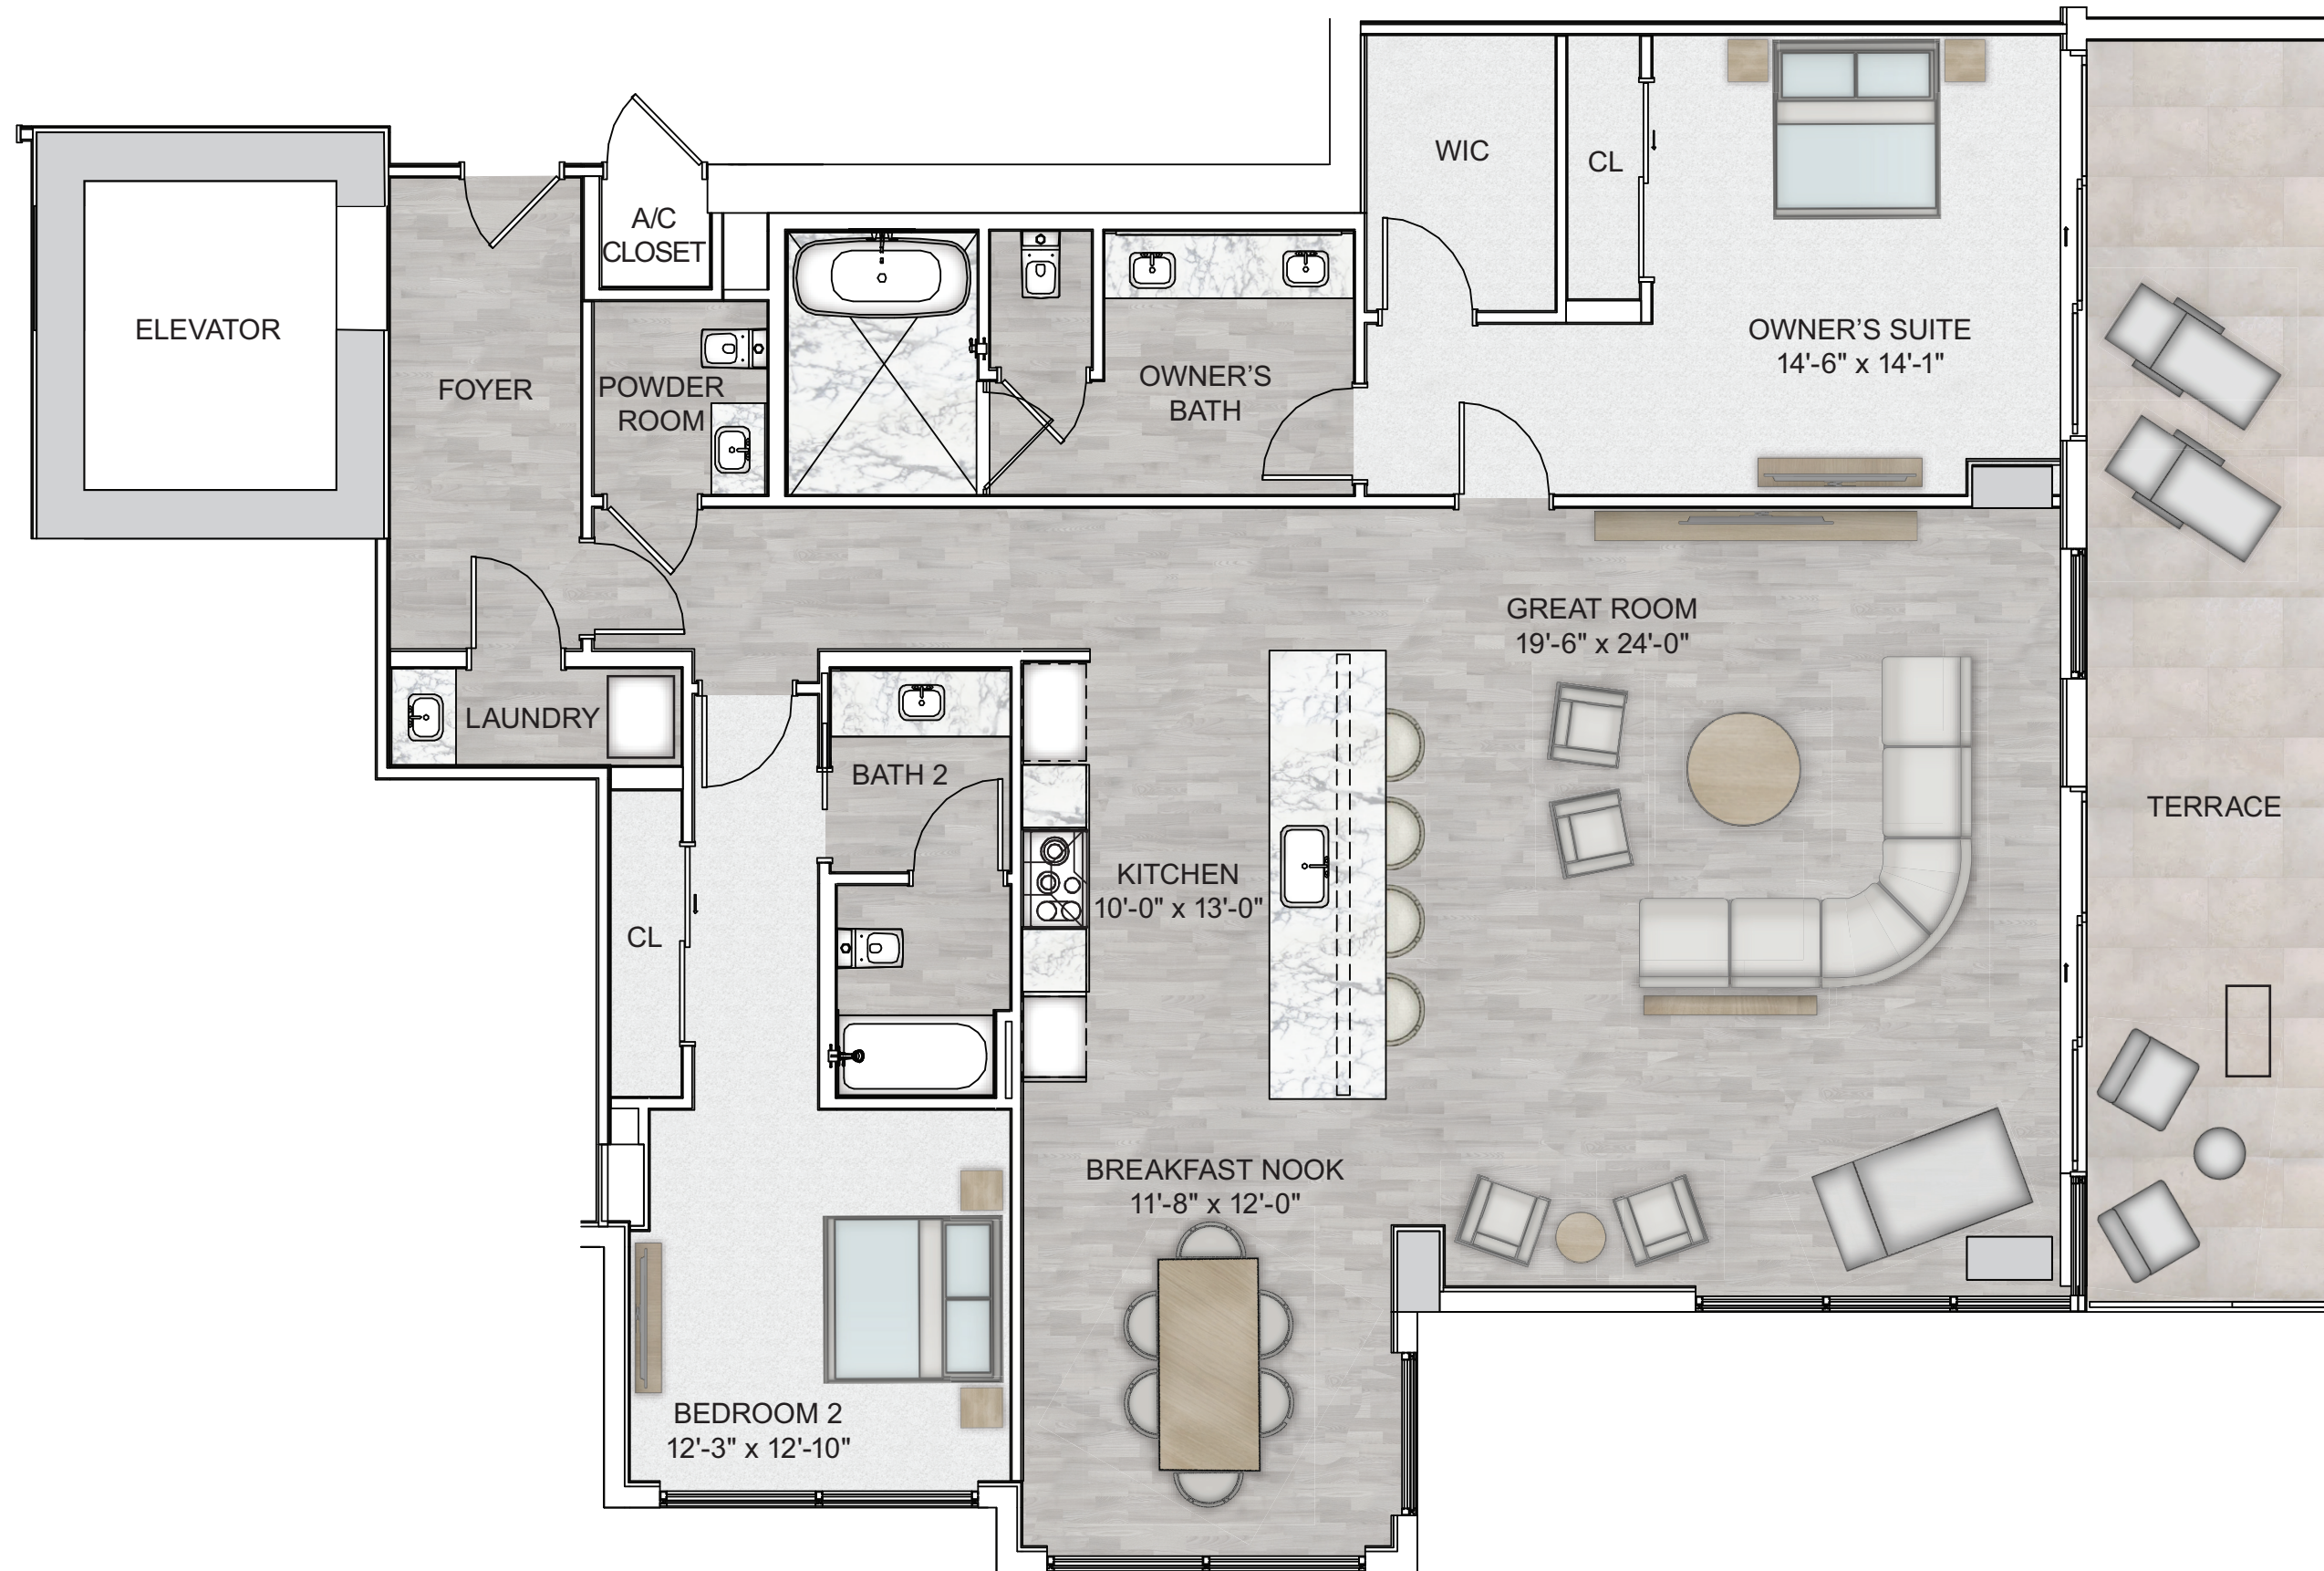 WIC
CL
A/C
CLOSET
ELEVATOR
FOYER
POWDER
ROOM
OWNER'S
BATH
OWNER'S SUITE
14'-6" x 14'-1"
GREAT ROOM
19'-6" x 24'-0"
LAUNDRY
BATH 2
TERRACE
KITCHEN
10'-0" x 13'-0"
CL
BREAKFAST NOOK
11'-8" x 12'-0"
BEDROOM 2
12'-3" x 12'-10"